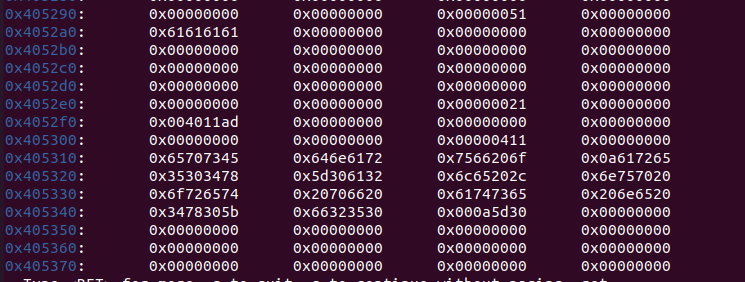 0x405290: 0x00000000 0x00000000 0x00000051 0x00000000
0x4052a0: 0x61616161 0x00000000 0x00000000 0x00000000
0x4052b0: 0x00000000 0x00000000 0x00000000 0x00000000
0x4052c0: 0x00000000 0x00000000 0x00000000 0x00000000
0x4052d0: 0x00000000 0x00000000 0x00000000 0x00000000
0x4052e0: 0x00000000 0x00000000 0x00000021 0x00000000
0x4052f0: 0x004011ad 0x00000000 0x00000000 0x00000000
0x405300: 0x00000000 0x00000000 0x00000411 0x00000000
0x405310: 0x65707345 0x646e6172 0x7566206f 0x0a617265
0x405320: 0x35303478 0x5d306132 0x6c65202c 0x6e757020
0x405330: 0x6f726574 0x20706620 0x61747365 0x206e6520
0x405340: 0x3478305b 0x66323530 0x000a5d30 0x00000000
0x405350: 0x00000000 0x00000000 0x00000000 0x00000000
0x405360: 0x00000000 0x00000000 0x00000000 0x00000000
0x405370: 0x00000000 0x00000000 0x00000000 0x00000000